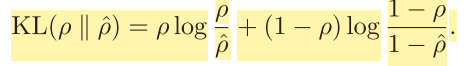 KL(ρ ∥ ρ̂) = ρ log ρ/ρ̂ + (1 − ρ) log (1 − ρ)/(1 − ρ̂).